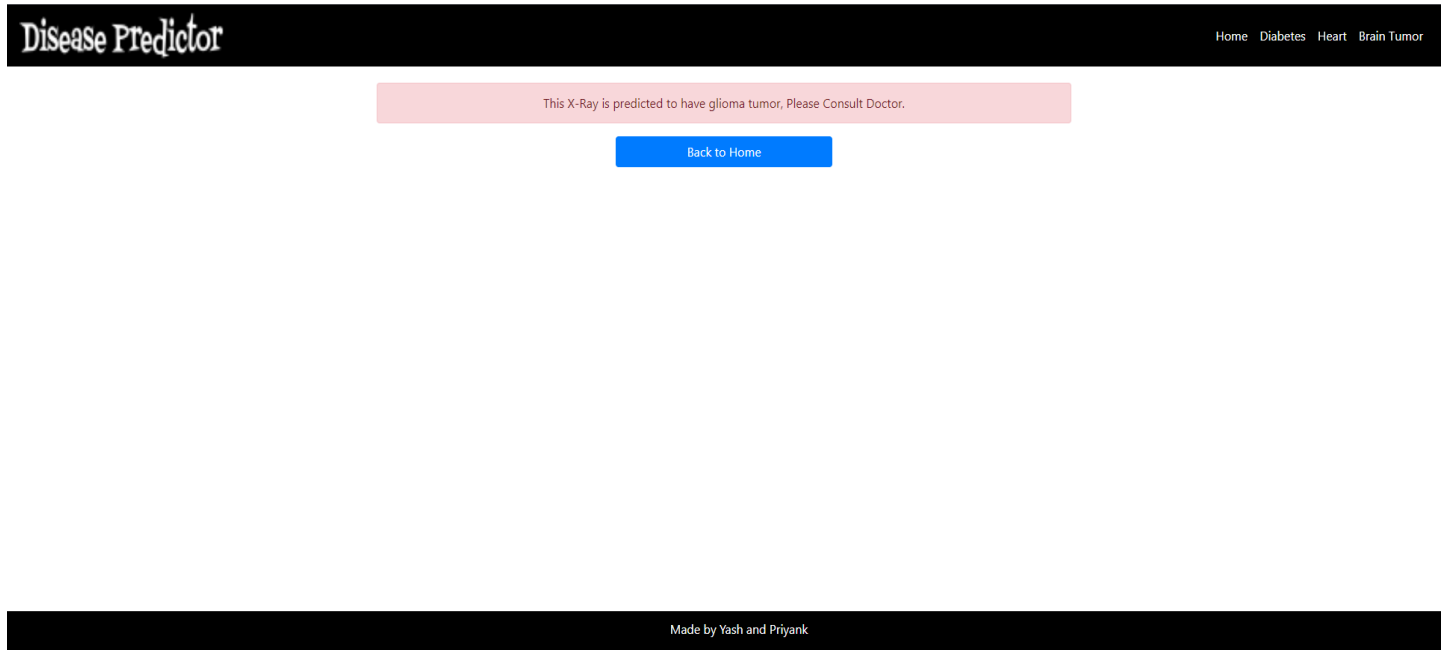 Disease Predictor
Home Diabetes Heart Brain Tumor
This X-Ray is predicted to have glioma tumor, Please Consult Doctor.
Back to Home
Made by Yash and Priyank